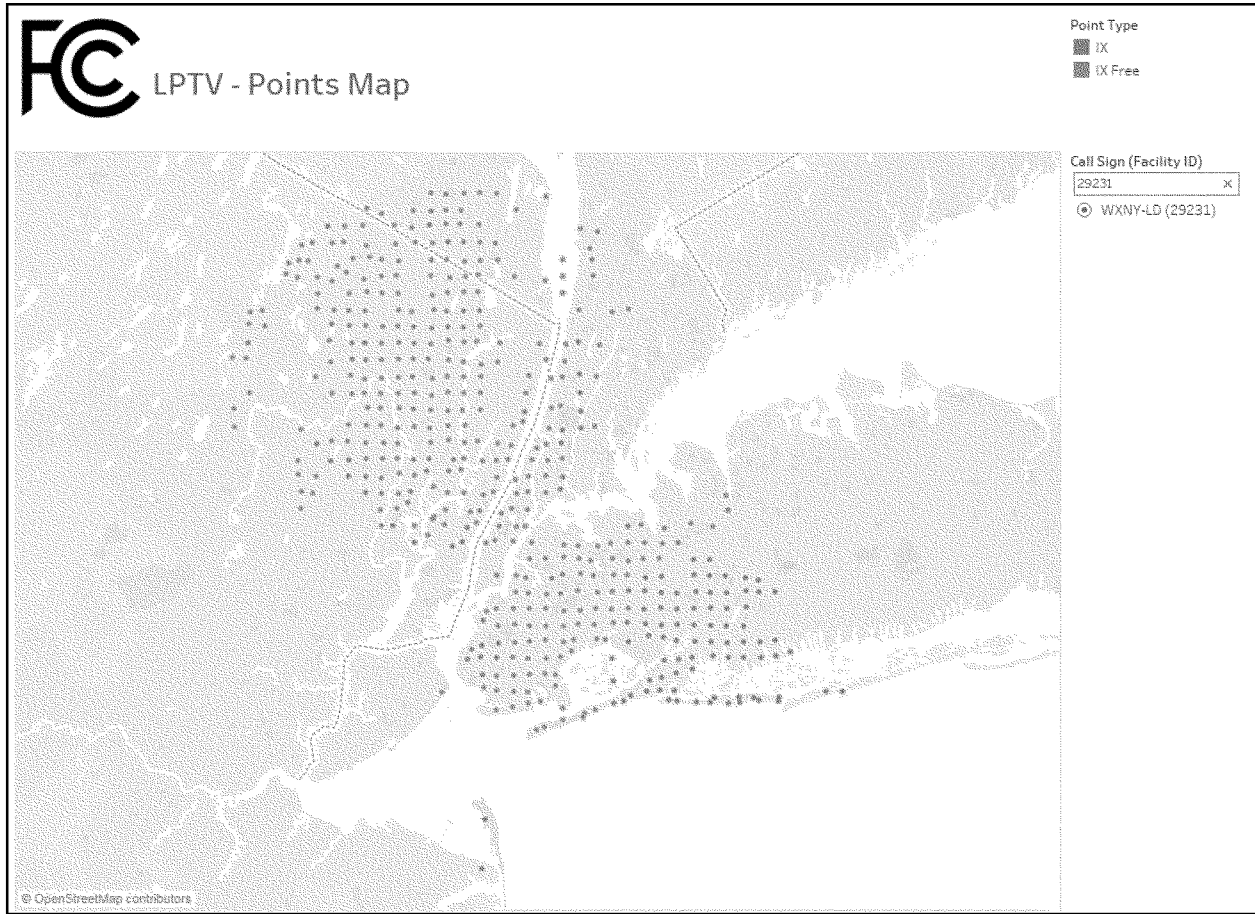 FCC
LPTV - Points Map
Point Type
IX
IX Free
Call Sign (Facility ID)
29231 ×
WXNY-LD (29231)
© OpenStreetMap contributors